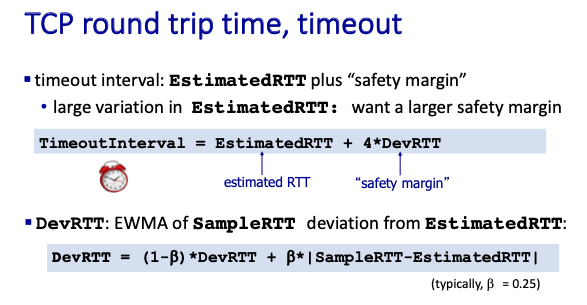 TCP round trip time, timeout
▪ timeout interval: EstimatedRTT plus “safety margin”
• large variation in EstimatedRTT: want a larger safety margin
TimeoutInterval = EstimatedRTT + 4*DevRTT
estimated RTT “safety margin”
▪ DevRTT: EWMA of SampleRTT deviation from EstimatedRTT:
DevRTT = (1-β)*DevRTT + β*|SampleRTT-EstimatedRTT|
(typically, β = 0.25)